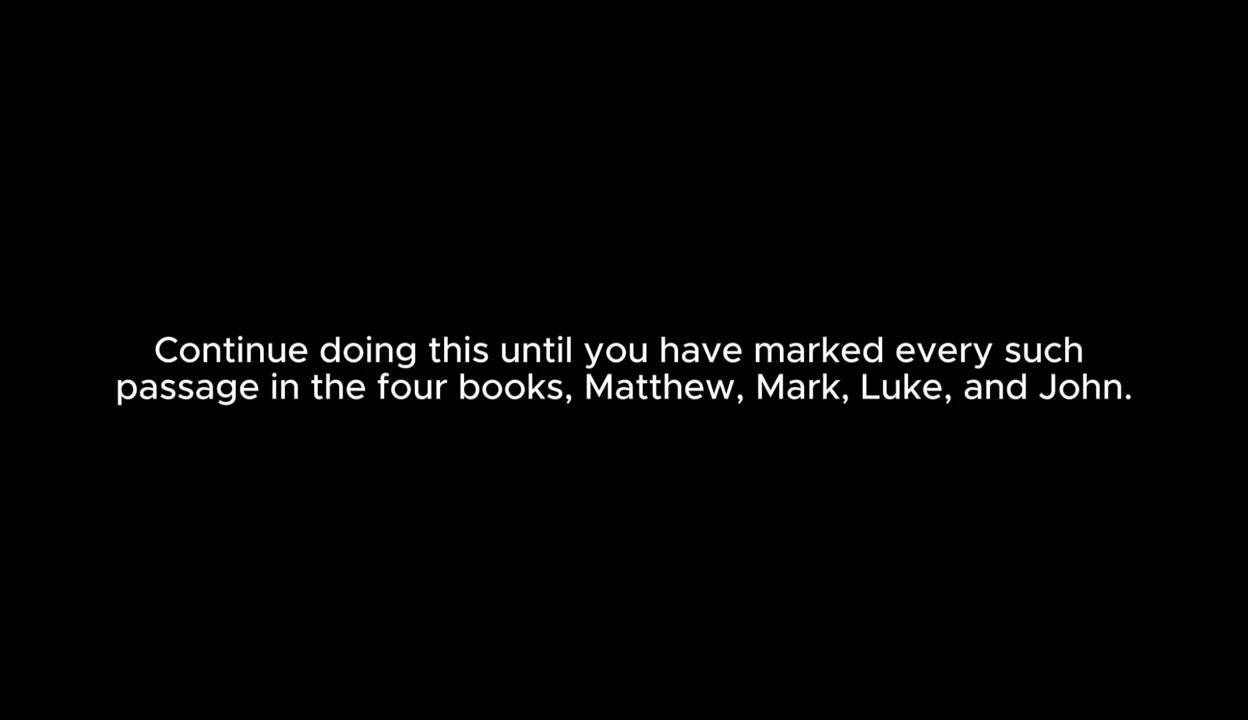 Continue doing this until you have marked every such
passage in the four books, Matthew, Mark, Luke, and John.